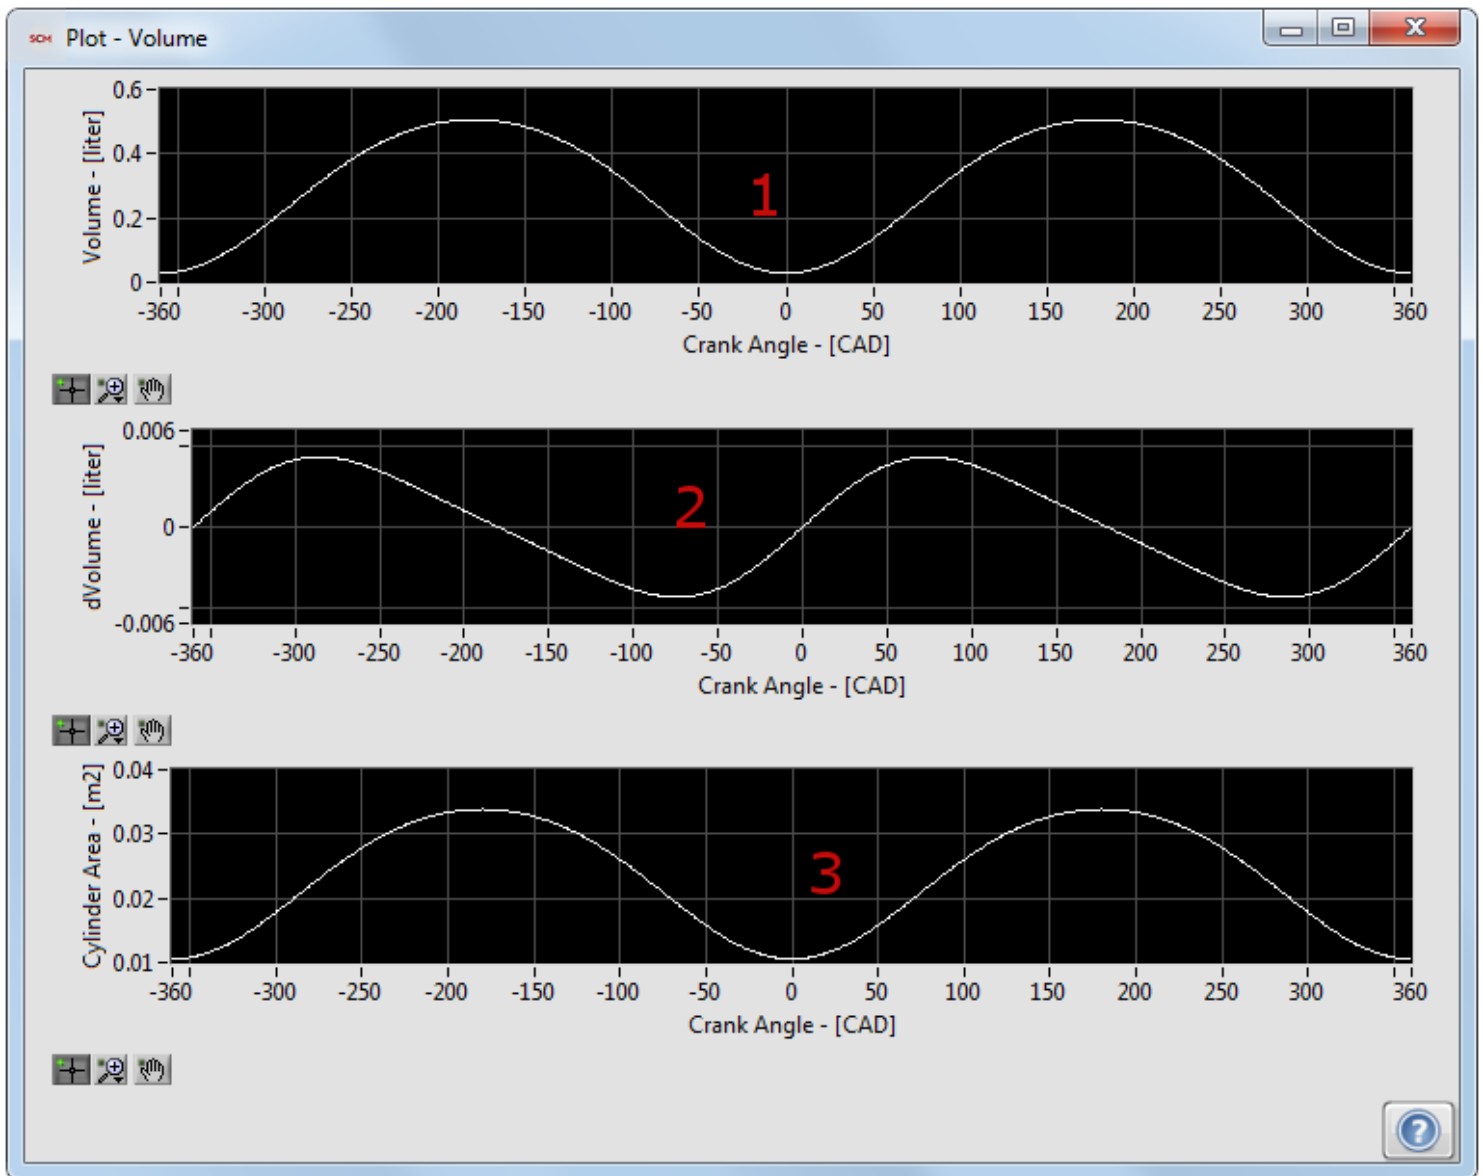 SCM Plot - Volume
Volume - [liter]
0.6
0.4
0.2
0
1
-360 -300 -250 -200 -150 -100 -50 0 50 100 150 200 250 300 360
Crank Angle - [CAD]
dVolume - [liter]
0.006
0
-0.006
2
-360 -300 -250 -200 -150 -100 -50 0 50 100 150 200 250 300 360
Crank Angle - [CAD]
Cylinder Area - [m2]
0.04
0.03
0.02
0.01
3
-360 -300 -250 -200 -150 -100 -50 0 50 100 150 200 250 300 360
Crank Angle - [CAD]
?